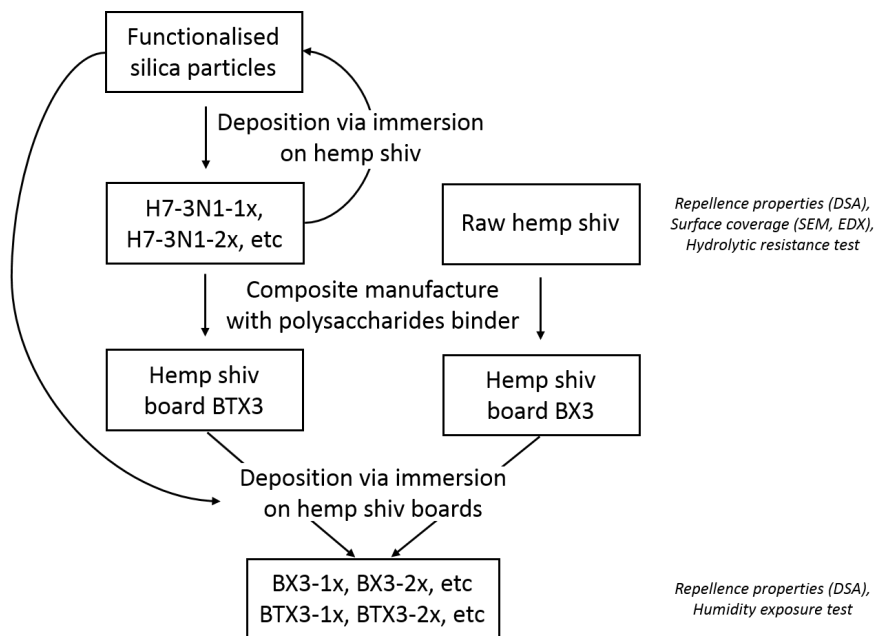 Functionalised
silica particles
Deposition via immersion
on hemp shiv
H7-3N1-1x,
H7-3N1-2x, etc
Raw hemp shiv
Repellence properties (DSA),
Surface coverage (SEM, EDX),
Hydrolytic resistance test
Composite manufacture
with polysaccharides binder
Hemp shiv
board BTX3
Hemp shiv
board BX3
Deposition via immersion
on hemp shiv boards
BX3-1x, BX3-2x, etc
BTX3-1x, BTX3-2x, etc
Repellence properties (DSA),
Humidity exposure test